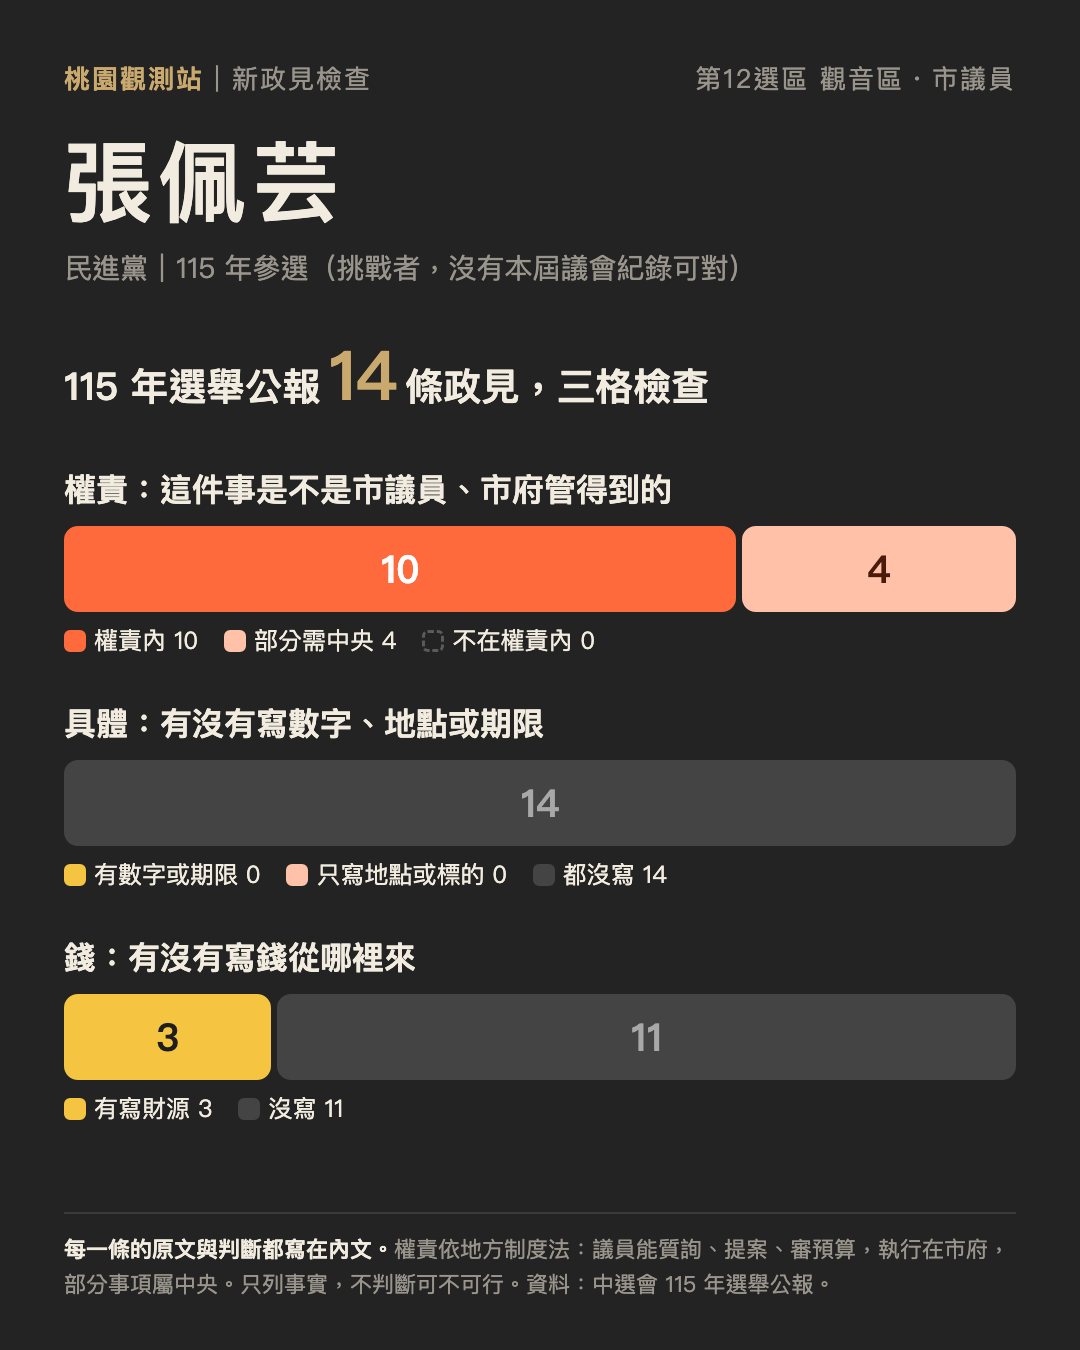 桃園觀測站｜新政見檢查
第12選區 觀音區・市議員
張佩芸
民進黨｜115 年參選（挑戰者，沒有本屆議會紀錄可對）
115 年選舉公報 14 條政見，三格檢查
權責：這件事是不是市議員、市府管得到的
10
4
權責內 10 部分需中央 4 不在權責內 0
具體：有沒有寫數字、地點或期限
14
有數字或期限 0 只寫地點或標的 0 都沒寫 14
錢：有沒有寫錢從哪裡來
3
11
有寫財源 3 沒寫 11
每一條的原文與判斷都寫在內文。權責依地方制度法：議員能質詢、提案、審預算，執行在市府，
部分事項屬中央。只列事實，不判斷可不可行。資料：中選會 115 年選舉公報。